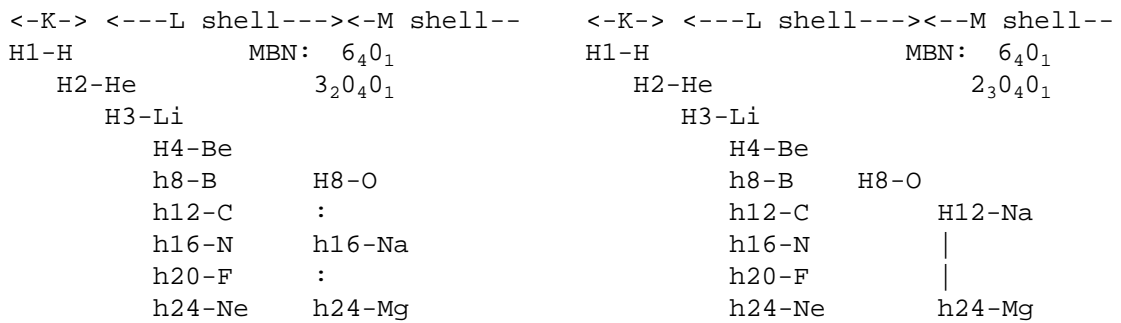 <-K-> <---L shell---><-M shell-- <-K-> <---L shell---><--M shell--
H1-H MBN: 6₄0₁ H1-H MBN: 6₄0₁
H2-He 3₂0₄0₁ H2-He 2₃0₄0₁
H3-Li H3-Li
H4-Be H4-Be
h8-B H8-O h8-B H8-O
h12-C : h12-C H12-Na
h16-N h16-Na h16-N |
h20-F : h20-F |
h24-Ne h24-Mg h24-Ne h24-Mg